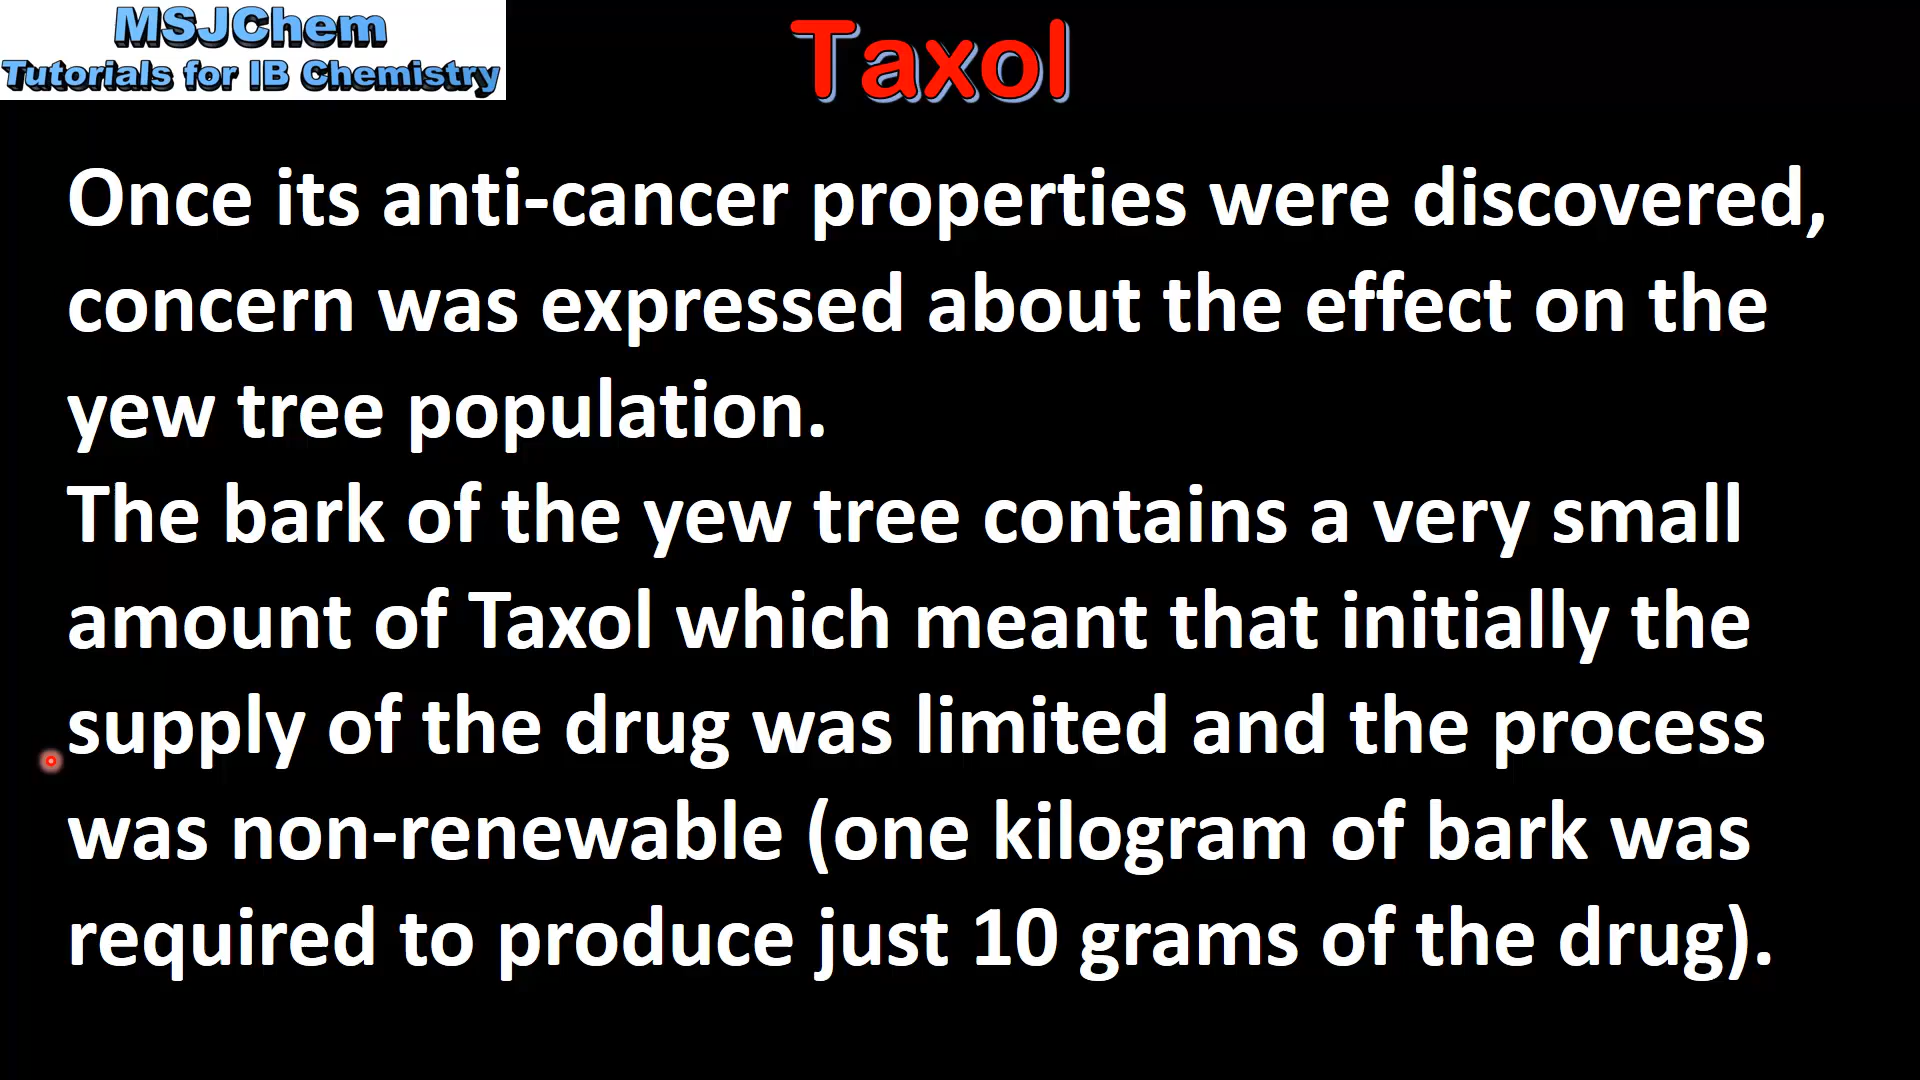 MSJChem
Tutorials for IB Chemistry
Taxol
Once its anti-cancer properties were discovered,
concern was expressed about the effect on the
yew tree population.
The bark of the yew tree contains a very small
amount of Taxol which meant that initially the
supply of the drug was limited and the process
was non-renewable (one kilogram of bark was
required to produce just 10 grams of the drug).